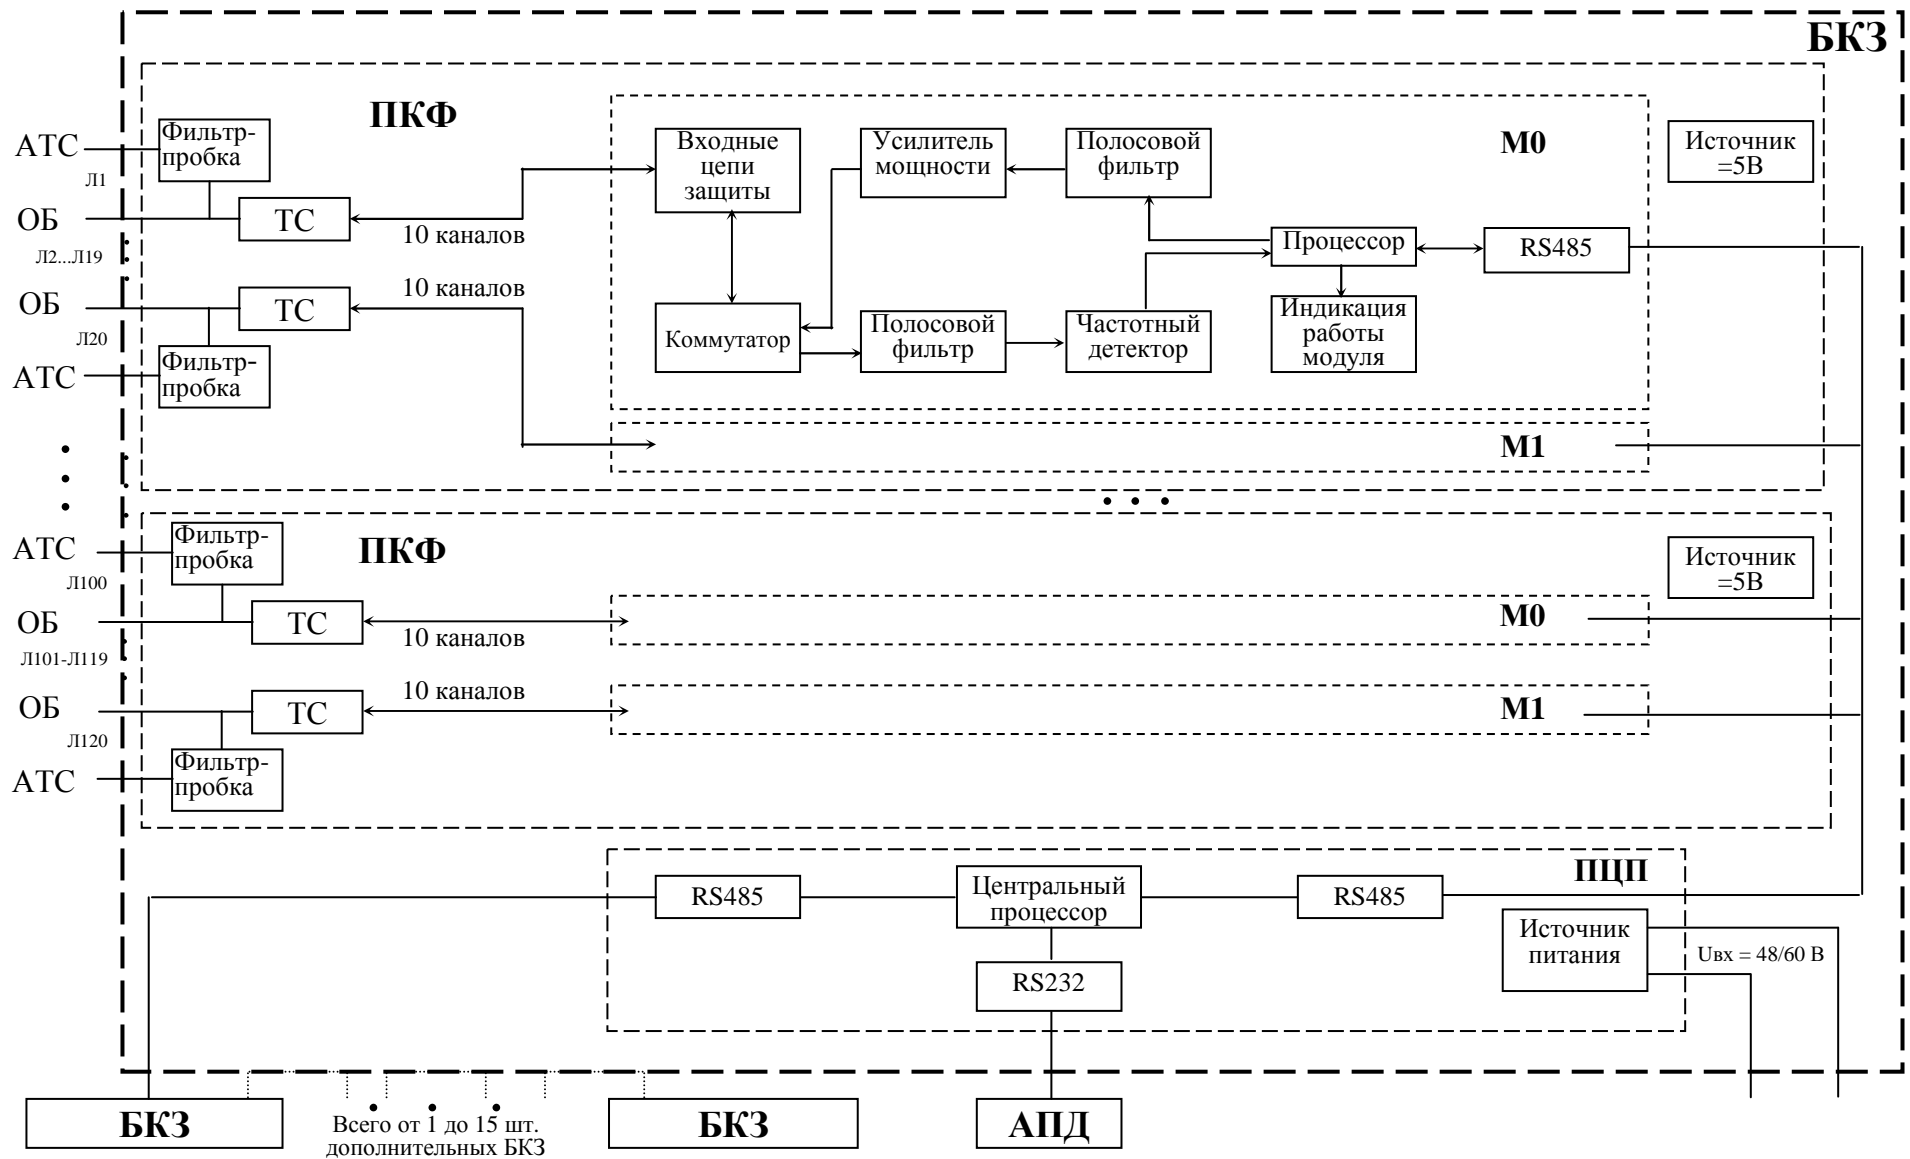 БКЗ
ПКФ
АТС
Л1
Фильтр-
пробка
ОБ
ТС
10 каналов
Л2...Л19
ОБ
ТС
10 каналов
Л20
АТС
Фильтр-
пробка
Входные
цепи
защиты
Усилитель
мощности
Полосовой
фильтр
М0
Источник
=5В
Процессор
RS485
Коммутатор
Полосовой
фильтр
Частотный
детектор
Индикация
работы
модуля
М1
ПКФ
АТС
Л100
Фильтр-
пробка
Источник
=5В
ОБ
ТС
10 каналов
М0
Л101-Л119
ОБ
ТС
10 каналов
М1
Л120
АТС
Фильтр-
пробка
ПЦП
RS485
Центральный
процессор
RS485
Источник
питания
Uвх = 48/60 В
RS232
БКЗ
Всего от 1 до 15 шт.
дополнительных БКЗ
БКЗ
АПД